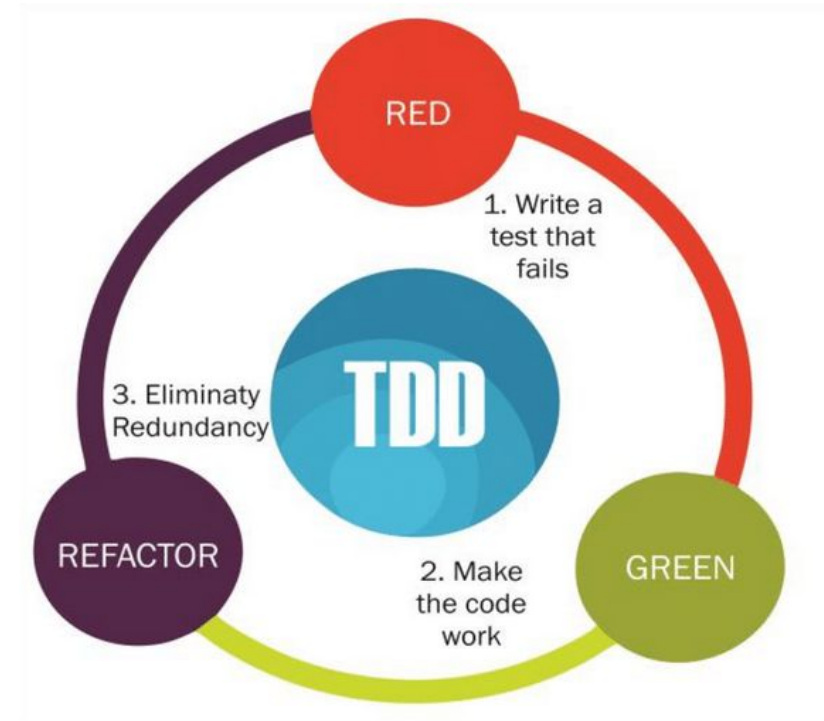 RED
1. Write a
test that
fails
TDD
3. Eliminaty
Redundancy
REFACTOR
GREEN
2. Make
the code
work